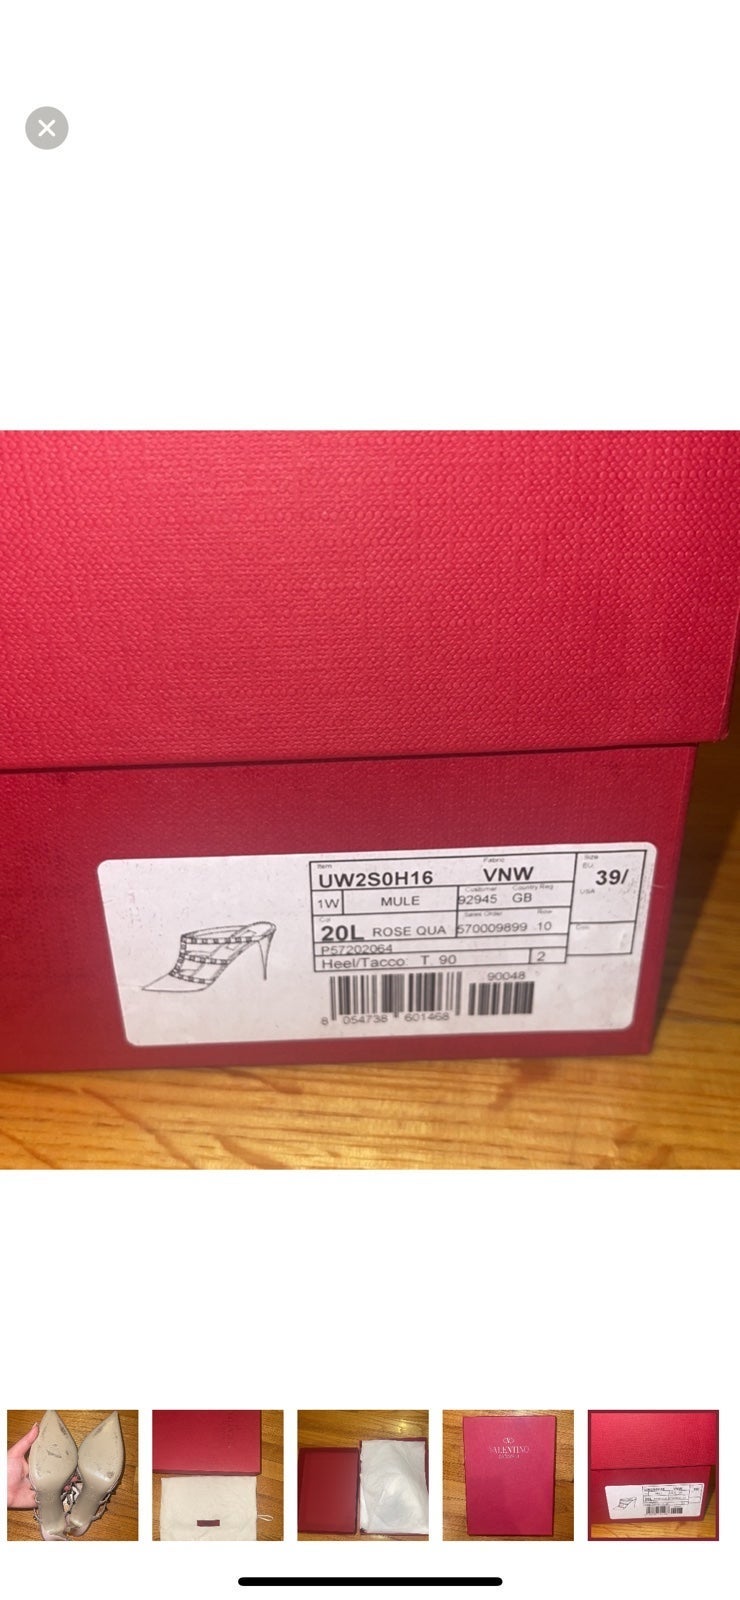 Item
UW2S0H16
Fabric
VNW
Size
EU
39/
USA
1W
MULE
Customer
92945
Country Reg
GB
Col
20L ROSE QUA
Sales Order
570009899
Row
10
P57202064
Heel/Tacco: T. 90
2
8 054738 601468
90048
VALENTINO